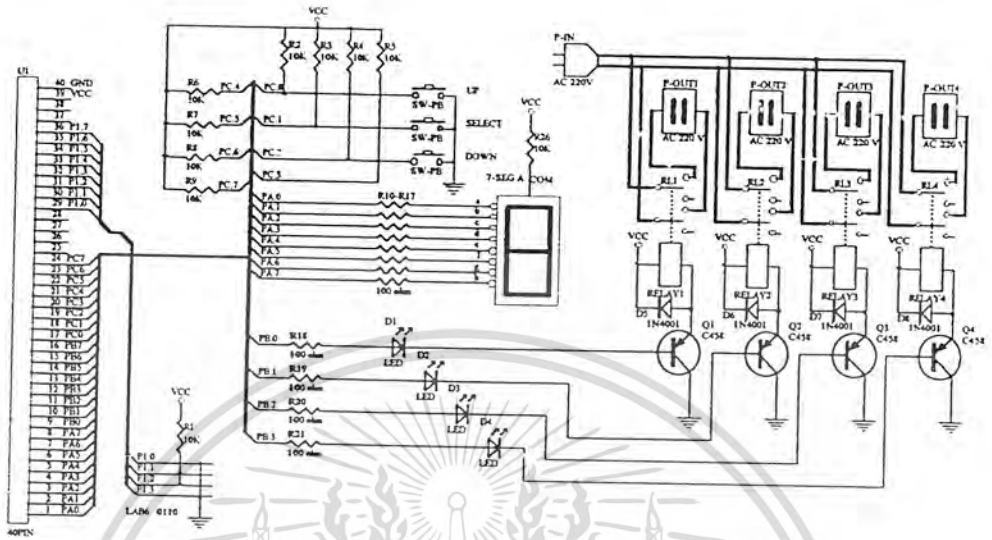 VCC
R2
10K
R3
10K
R4
10K
R5
10K
R6
10K
PC.4
R7
10K
PC.5
PC.1
R8
10K
PC.6
R9
PC.7
SW-PB
UP
SW-PB
SELECT
SW-PB
DOWN
VCC
10K
7-SEG A COM
PA.0
PA.1
PA.2
PA.3
PA.4
PA.5
PA.6
PA.7
R10-R17
100 ohm
P-IN
AC 220V
P-OUT1
AC 220 V
P-OUT2
AC 220 V
P-OUT3
AC 220 V
P-OUT4
AC 220 V
RL1
RL2
RL3
RL4
VCC
VCC
VCC
VCC
RELAY1
RELAY2
RELAY3
RELAY4
D5
1N4001
D6
1N4001
D7
1N4001
D8
1N4001
Q1
C458
Q2
C458
Q3
C458
Q4
C458
PB.0
R18
100 ohm
D1
LED
PB.1
R19
100 ohm
D2
LED
PB.2
R20
100 ohm
D3
LED
PB.3
R21
100 ohm
D4
LED
U1
40 GND
39 VCC
38
37
36 P1.7
35 P1.6
34 P1.5
33 P1.4
32 P1.3
31 P1.2
30 P1.1
29 P1.0
28
27
26
25
24 PC7
23 PC6
22 PC5
21 PC4
20 PC3
19 PC2
18 PC1
17 PC0
16 PB7
15 PB6
14 PB5
13 PB4
12 PB3
11 PB2
10 PB1
9 PB0
8 PA7
7 PA6
6 PA5
5 PA4
4 PA3
3 PA2
2 PA1
1 PA0
40PIN
VCC
R1
10K
P1.0
P1.1
P1.2
P1.3
LAB6 0110